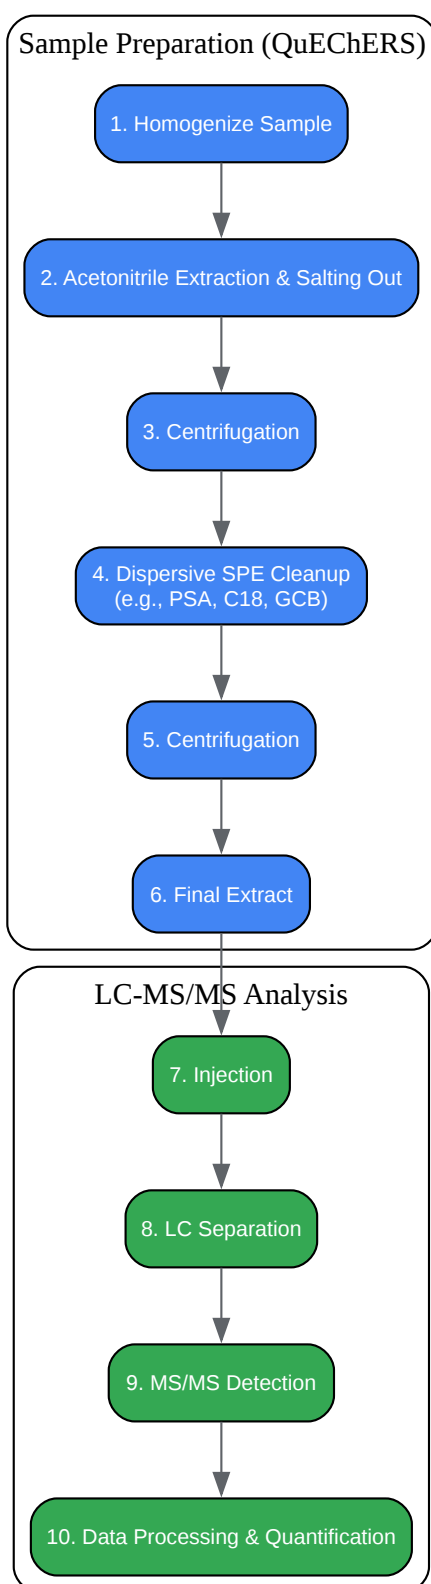 Sample Preparation (QuEChERS)
1. Homogenize Sample
2. Acetonitrile Extraction & Salting Out
3. Centrifugation
4. Dispersive SPE Cleanup
(e.g., PSA, C18, GCB)
5. Centrifugation
6. Final Extract
LC-MS/MS Analysis
7. Injection
8. LC Separation
9. MS/MS Detection
10. Data Processing & Quantification